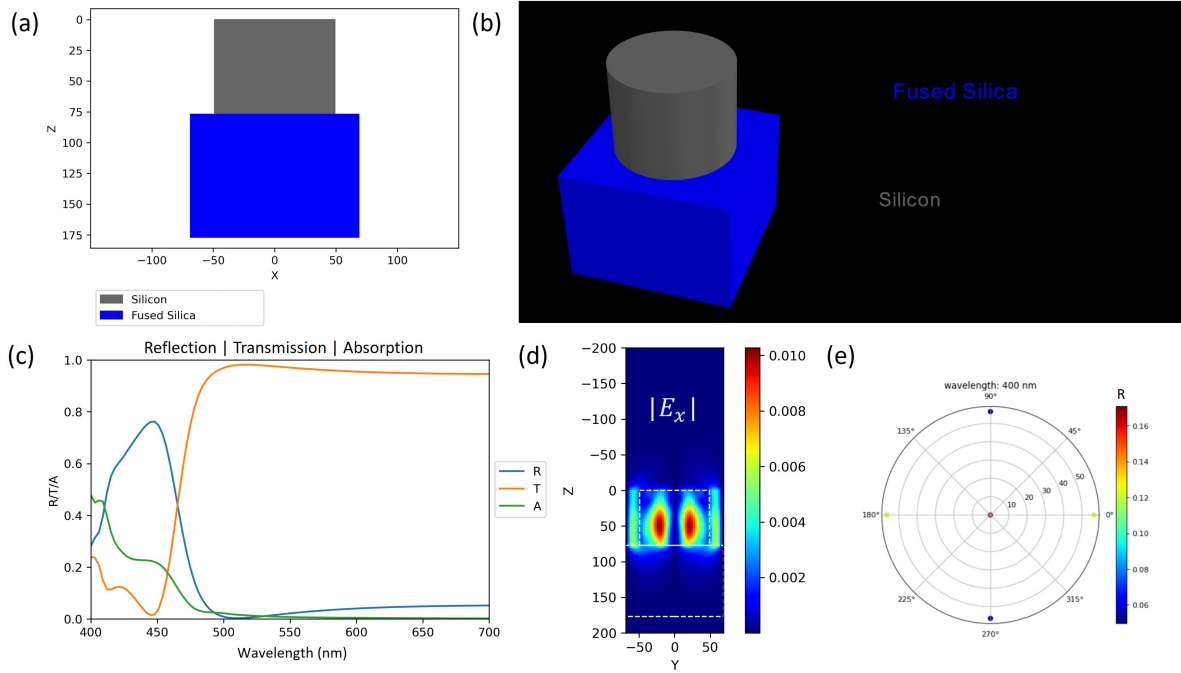 (a)
0
25
50
75
100
125
150
175
Z
−100
−50
0
50
100
X
Silicon
Fused Silica
(b)
Fused Silica
Silicon
(c)
Reflection | Transmission | Absorption
1.0
0.8
0.6
0.4
0.2
0.0
R/T/A
400
450
500
550
600
650
700
Wavelength (nm)
R
T
A
(d)
−200
−150
−100
−50
0
50
100
150
200
Z
|Eₓ|
−50
0
50
Y
0.010
0.008
0.006
0.004
0.002
(e)
wavelength: 400 nm
90°
135°
45°
180°
0°
225°
315°
270°
10
20
30
40
50
R
0.16
0.14
0.12
0.10
0.08
0.06